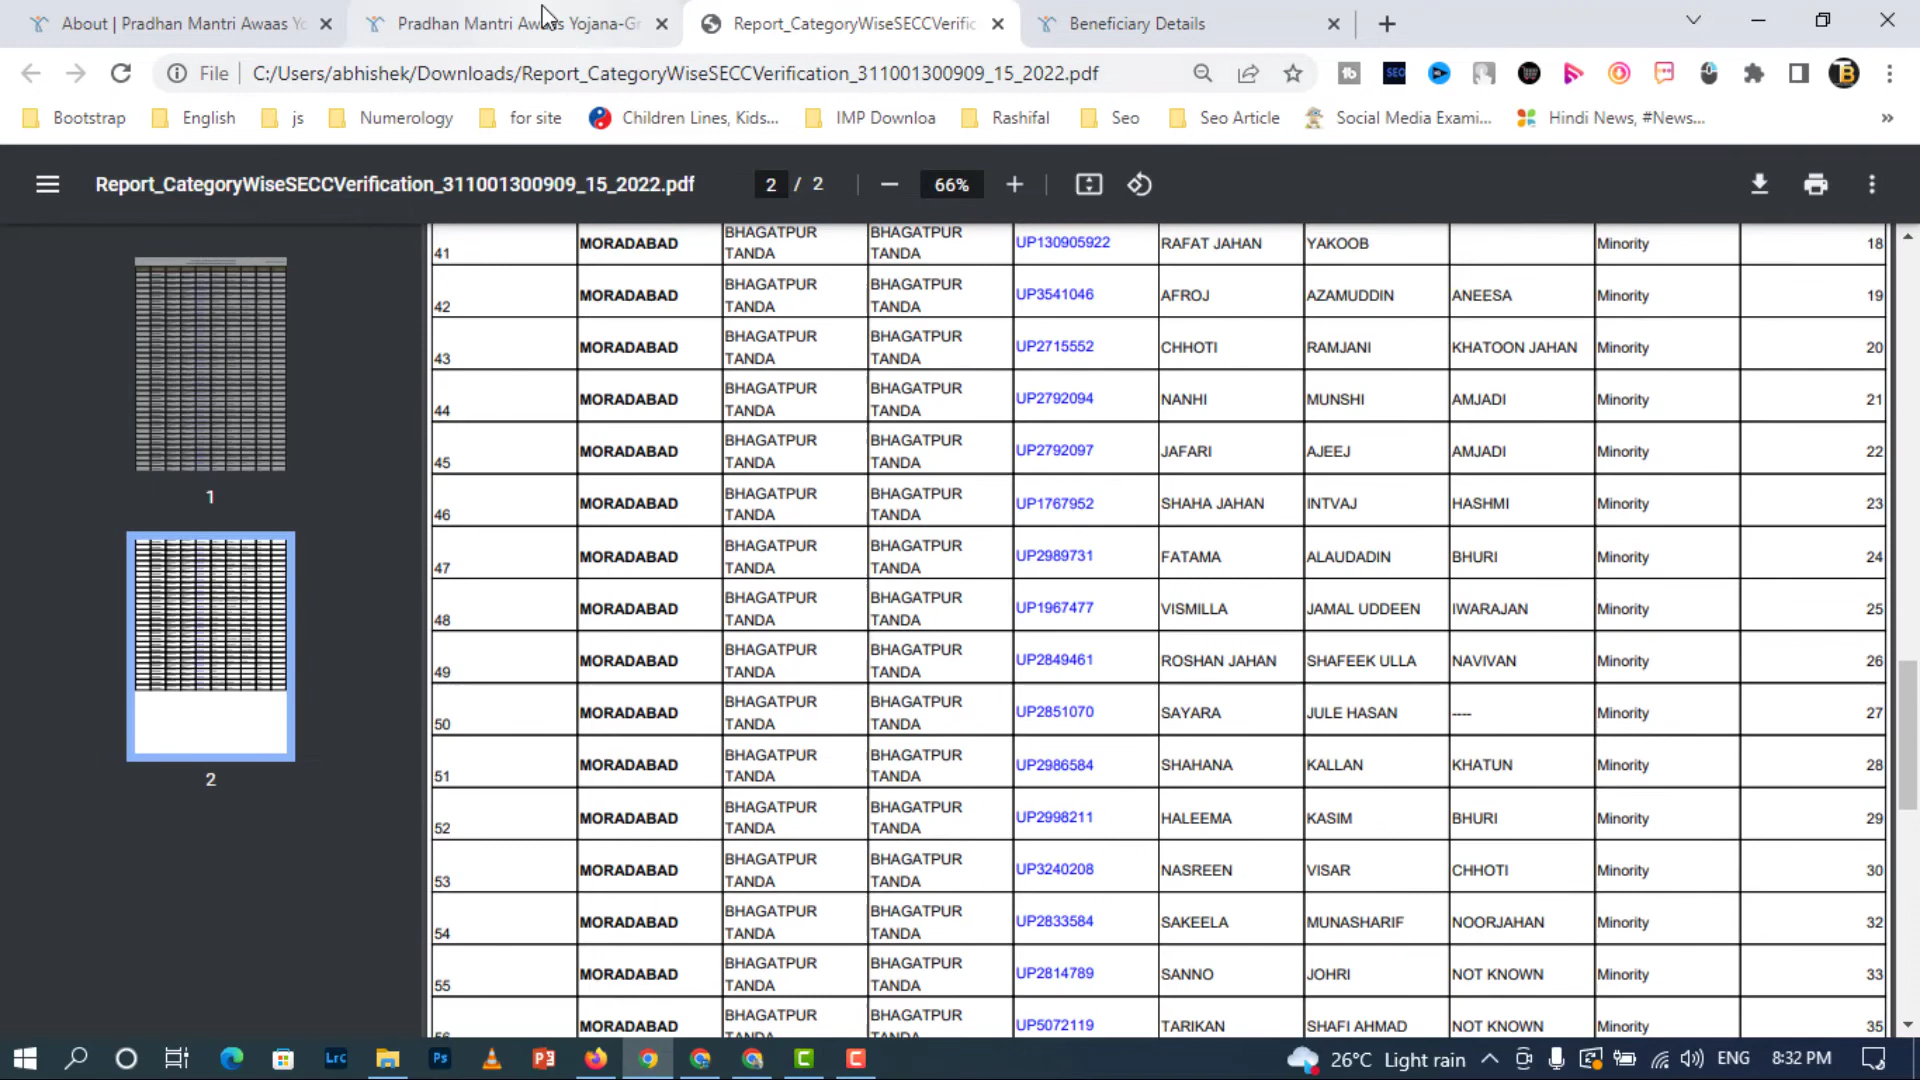 About | Pradhan Mantri Awaas Yo
Pradhan Mantri Awaas Yojana-Gr
Report_CategoryWiseSECCVerific
Beneficiary Details
File
C:/Users/abhishek/Downloads/Report_CategoryWiseSECCVerification_311001300909_15_2022.pdf
Bootstrap
English
js
Numerology
for site
Children Lines, Kids...
IMP Downloa
Rashifal
Seo
Seo Article
Social Media Exami...
Hindi News, #News...
Report_CategoryWiseSECCVerification_311001300909_15_2022.pdf
2 / 2
66%
1
2
41 MORADABAD BHAGATPUR TANDA BHAGATPUR TANDA UP130905922 RAFAT JAHAN YAKOOB Minority 18
42 MORADABAD BHAGATPUR TANDA BHAGATPUR TANDA UP3541046 AFROJ AZAMUDDIN ANEESA Minority 19
43 MORADABAD BHAGATPUR TANDA BHAGATPUR TANDA UP2715552 CHHOTI RAMJANI KHATOON JAHAN Minority 20
44 MORADABAD BHAGATPUR TANDA BHAGATPUR TANDA UP2792094 NANHI MUNSHI AMJADI Minority 21
45 MORADABAD BHAGATPUR TANDA BHAGATPUR TANDA UP2792097 JAFARI AJEEJ AMJADI Minority 22
46 MORADABAD BHAGATPUR TANDA BHAGATPUR TANDA UP1767952 SHAHA JAHAN INTVAJ HASHMI Minority 23
47 MORADABAD BHAGATPUR TANDA BHAGATPUR TANDA UP2989731 FATAMA ALAUDADIN BHURI Minority 24
48 MORADABAD BHAGATPUR TANDA BHAGATPUR TANDA UP1967477 VISMILLA JAMAL UDDEEN IWARAJAN Minority 25
49 MORADABAD BHAGATPUR TANDA BHAGATPUR TANDA UP2849461 ROSHAN JAHAN SHAFEEK ULLA NAVIVAN Minority 26
50 MORADABAD BHAGATPUR TANDA BHAGATPUR TANDA UP2851070 SAYARA JULE HASAN ---- Minority 27
51 MORADABAD BHAGATPUR TANDA BHAGATPUR TANDA UP2986584 SHAHANA KALLAN KHATUN Minority 28
52 MORADABAD BHAGATPUR TANDA BHAGATPUR TANDA UP2998211 HALEEMA KASIM BHURI Minority 29
53 MORADABAD BHAGATPUR TANDA BHAGATPUR TANDA UP3240208 NASREEN VISAR CHHOTI Minority 30
54 MORADABAD BHAGATPUR TANDA BHAGATPUR TANDA UP2833584 SAKEELA MUNASHARIF NOORJAHAN Minority 32
55 MORADABAD BHAGATPUR TANDA BHAGATPUR TANDA UP2814789 SANNO JOHRI NOT KNOWN Minority 33
56 MORADABAD BHAGATPUR TANDA BHAGATPUR TANDA UP5072119 TARIKAN SHAFI AHMAD NOT KNOWN Minority 35
26°C Light rain
ENG
8:32 PM